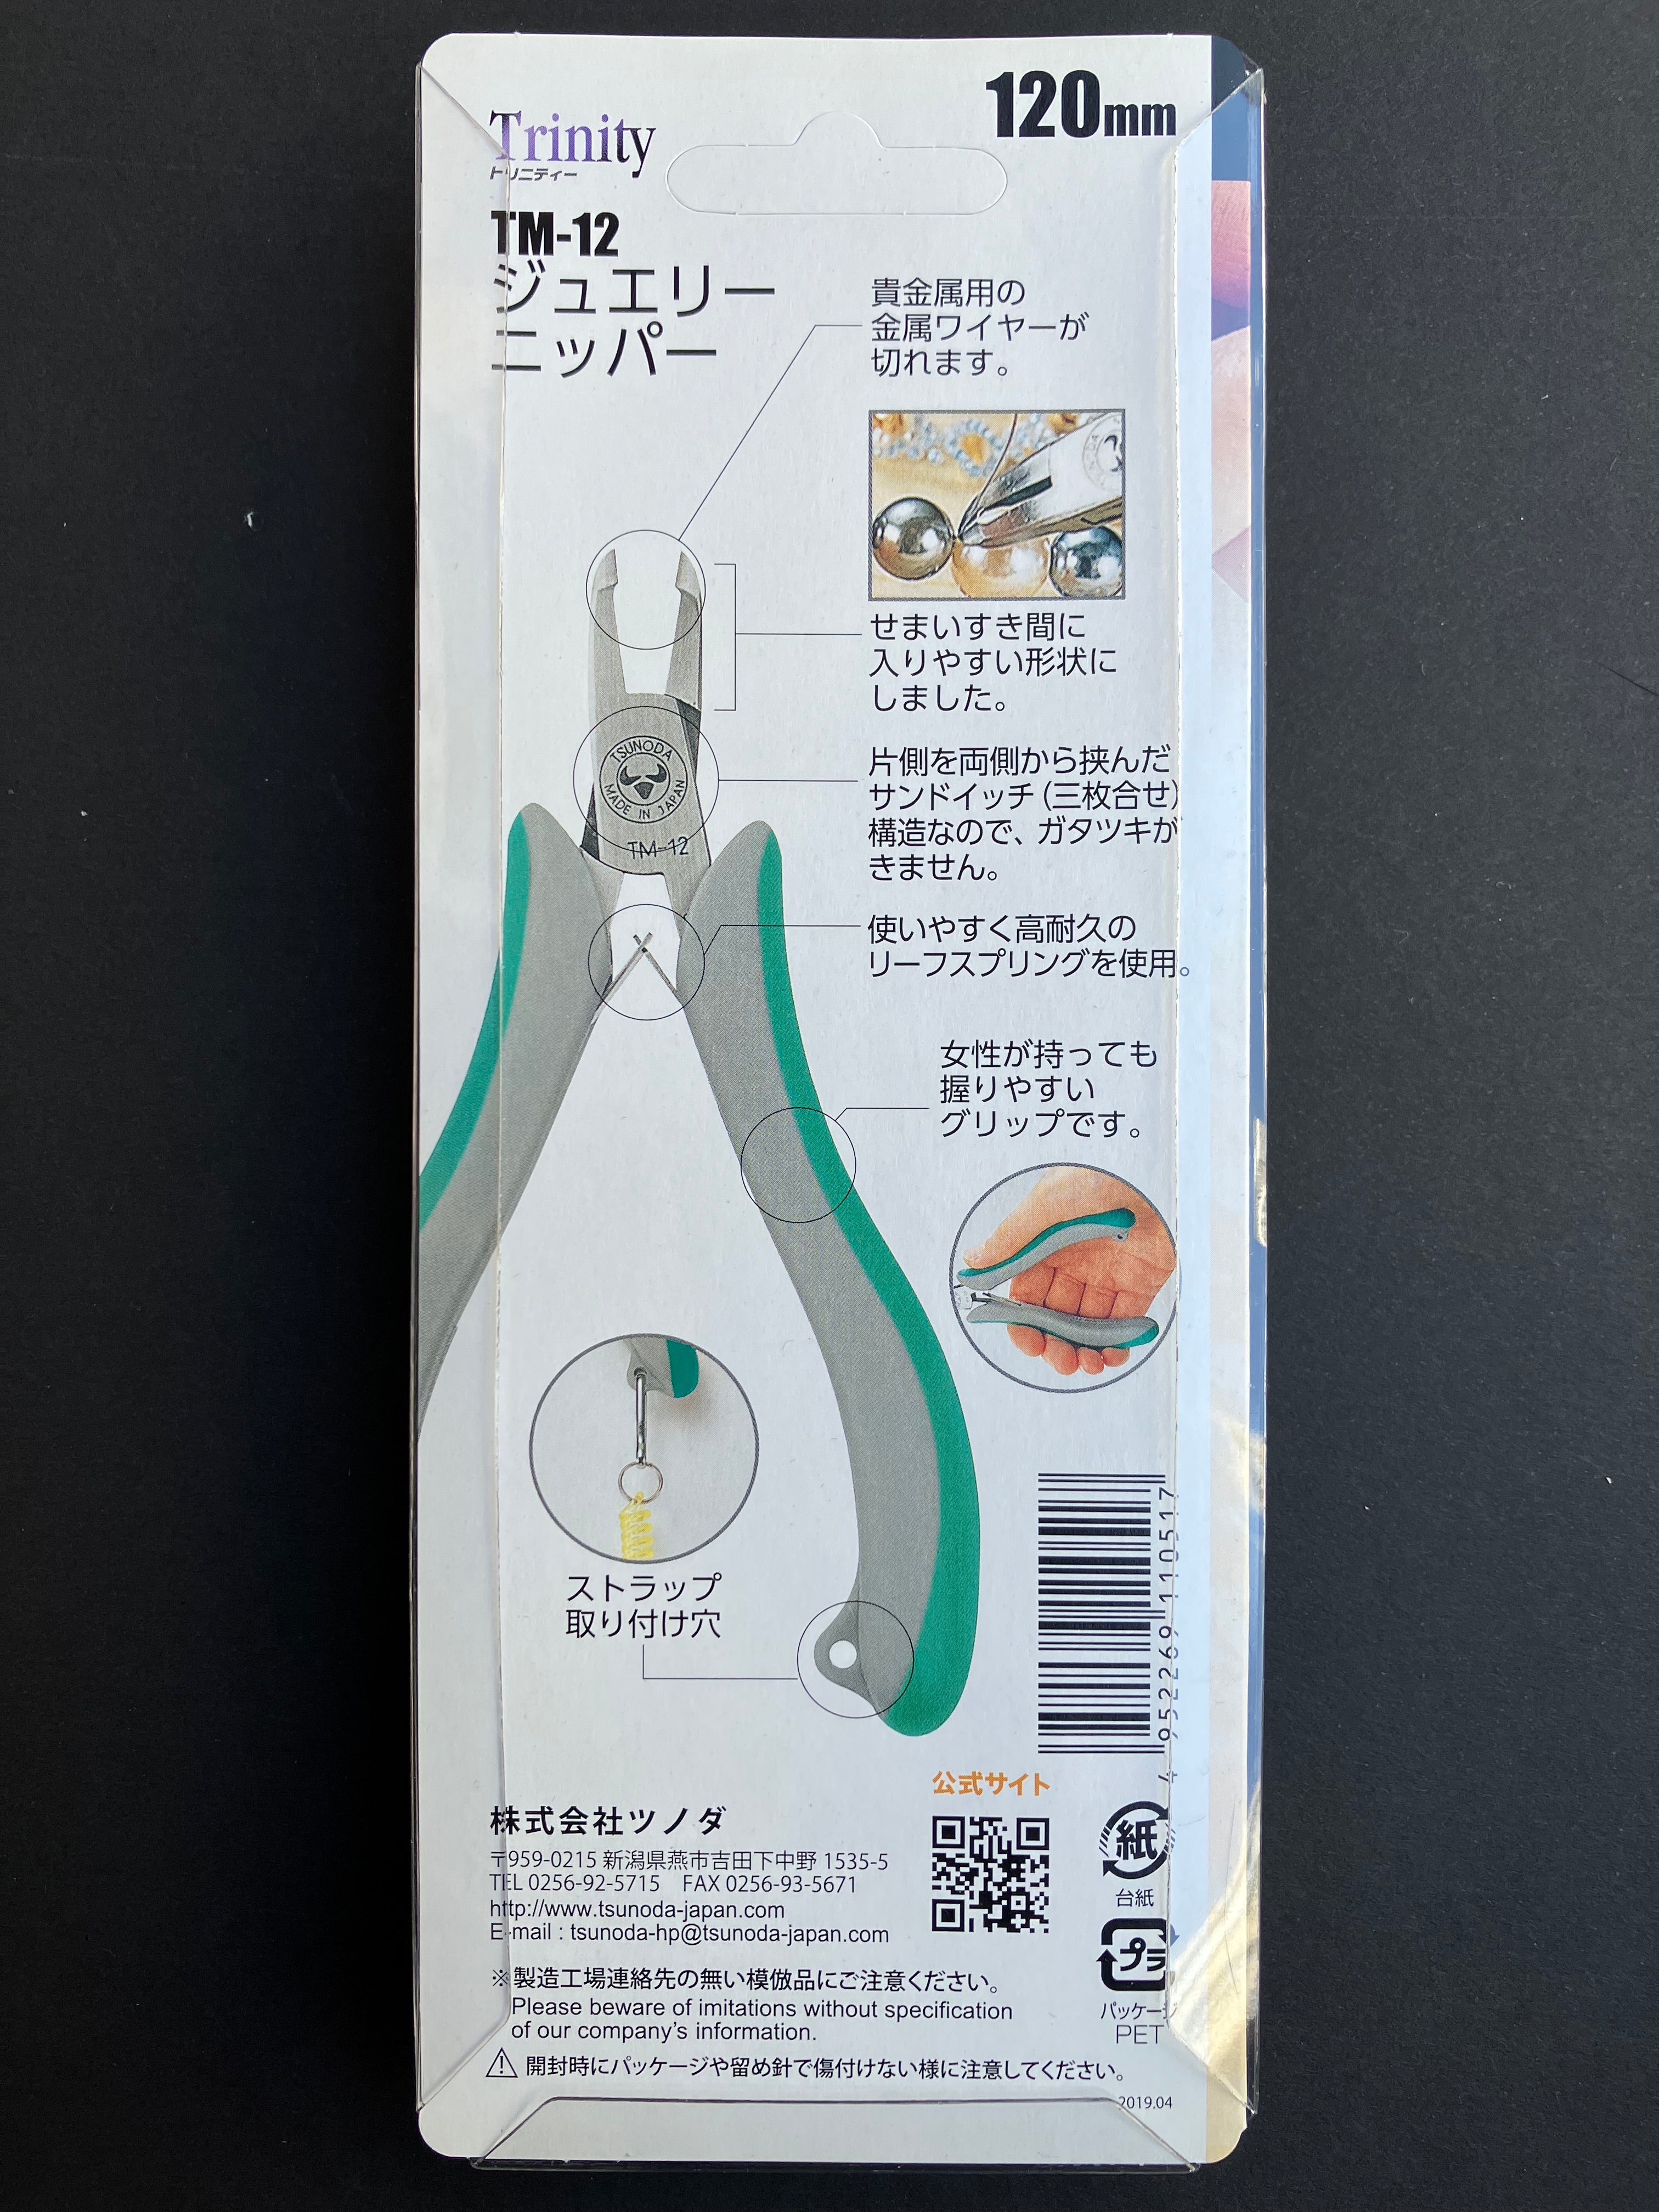 120mm
Trinity
トリニティー
TM-12
ジュエリー
ニッパー
貴金属用の
金属ワイヤーが
切れます。
せまいすき間に
入りやすい形状に
しました。
片側を両側から挟んだ
サンドイッチ(三枚合せ)
構造なので、ガタツキが
きません。
TSUNODA
MADE IN JAPAN
TM-12
使いやすく高耐久の
リーフスプリングを使用。
女性が持っても
握りやすい
グリップです。
ストラップ
取り付け穴
4 952269 110517
公式サイト
株式会社ツノダ
〒959-0215 新潟県燕市吉田下中野 1535-5
TEL 0256-92-5715 FAX 0256-93-5671
http://www.tsunoda-japan.com
E-mail : tsunoda-hp@tsunoda-japan.com
紙
台紙
プラ
パッケージ
PET
※製造工場連絡先の無い模倣品にご注意ください。
Please beware of imitations without specification
of our company's information.
⚠ 開封時にパッケージや留め針で傷付けない様に注意してください。
2019.04